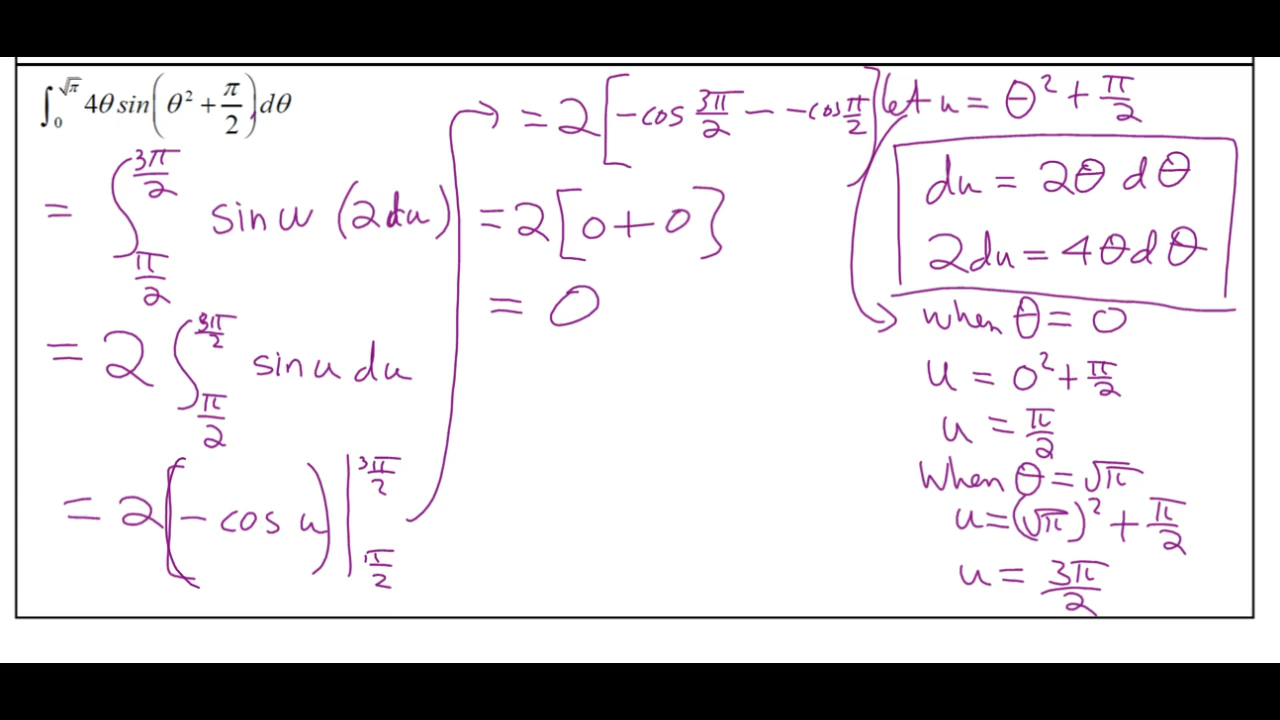 ∫₀^√π 4θ sin(θ² + π/2) dθ
= ∫_{π/2}^{3π/2} sin u (2du)
= 2 ∫_{π/2}^{3π/2} sin u du
= 2(-cos u) |_{π/2}^{3π/2}
= 2[-cos 3π/2 - -cos π/2]
= 2[0+0]
= 0
let u = θ² + π/2
du = 2θ dθ
2du = 4θdθ
when θ = 0
u = 0² + π/2
u = π/2
when θ = √π
u = (√π)² + π/2
u = 3π/2